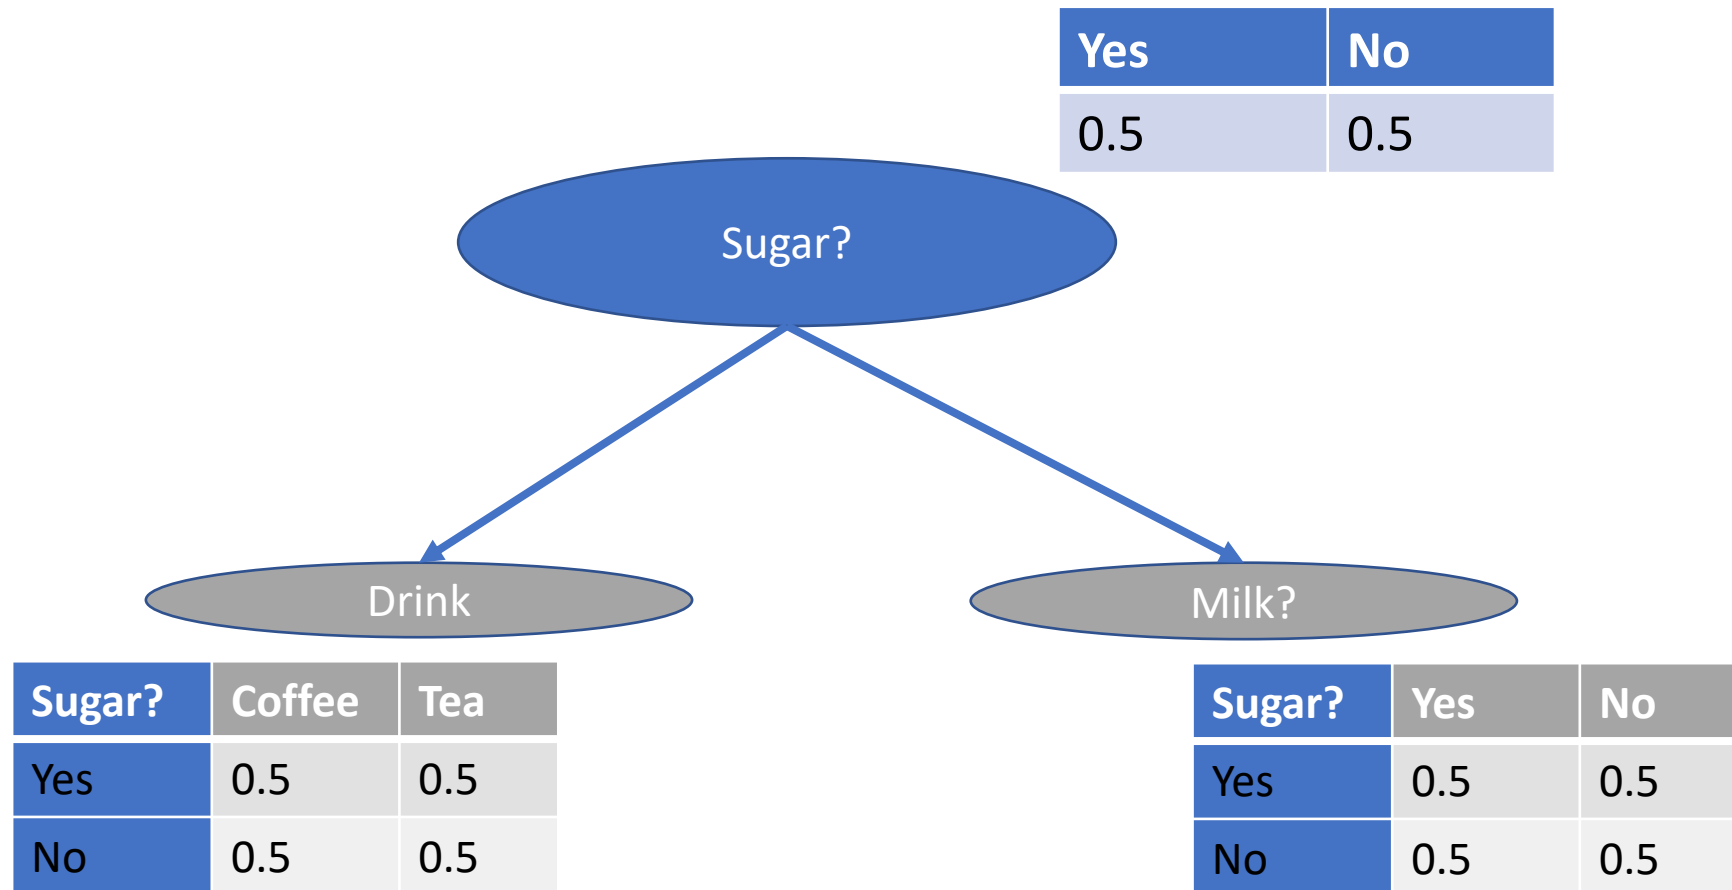 Yes No
0.5 0.5
Sugar?
Drink
Milk?
Sugar? Coffee Tea
Yes 0.5 0.5
No 0.5 0.5
Sugar? Yes No
Yes 0.5 0.5
No 0.5 0.5